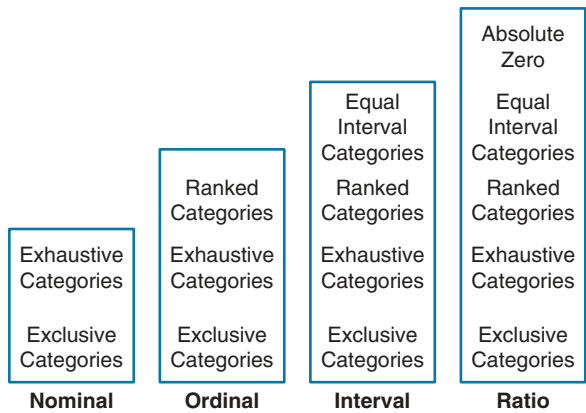 Exhaustive
Categories
Exclusive
Categories
Nominal
Ranked
Categories
Exhaustive
Categories
Exclusive
Categories
Ordinal
Equal
Interval
Categories
Ranked
Categories
Exhaustive
Categories
Exclusive
Categories
Interval
Absolute
Zero
Equal
Interval
Categories
Ranked
Categories
Exhaustive
Categories
Exclusive
Categories
Ratio